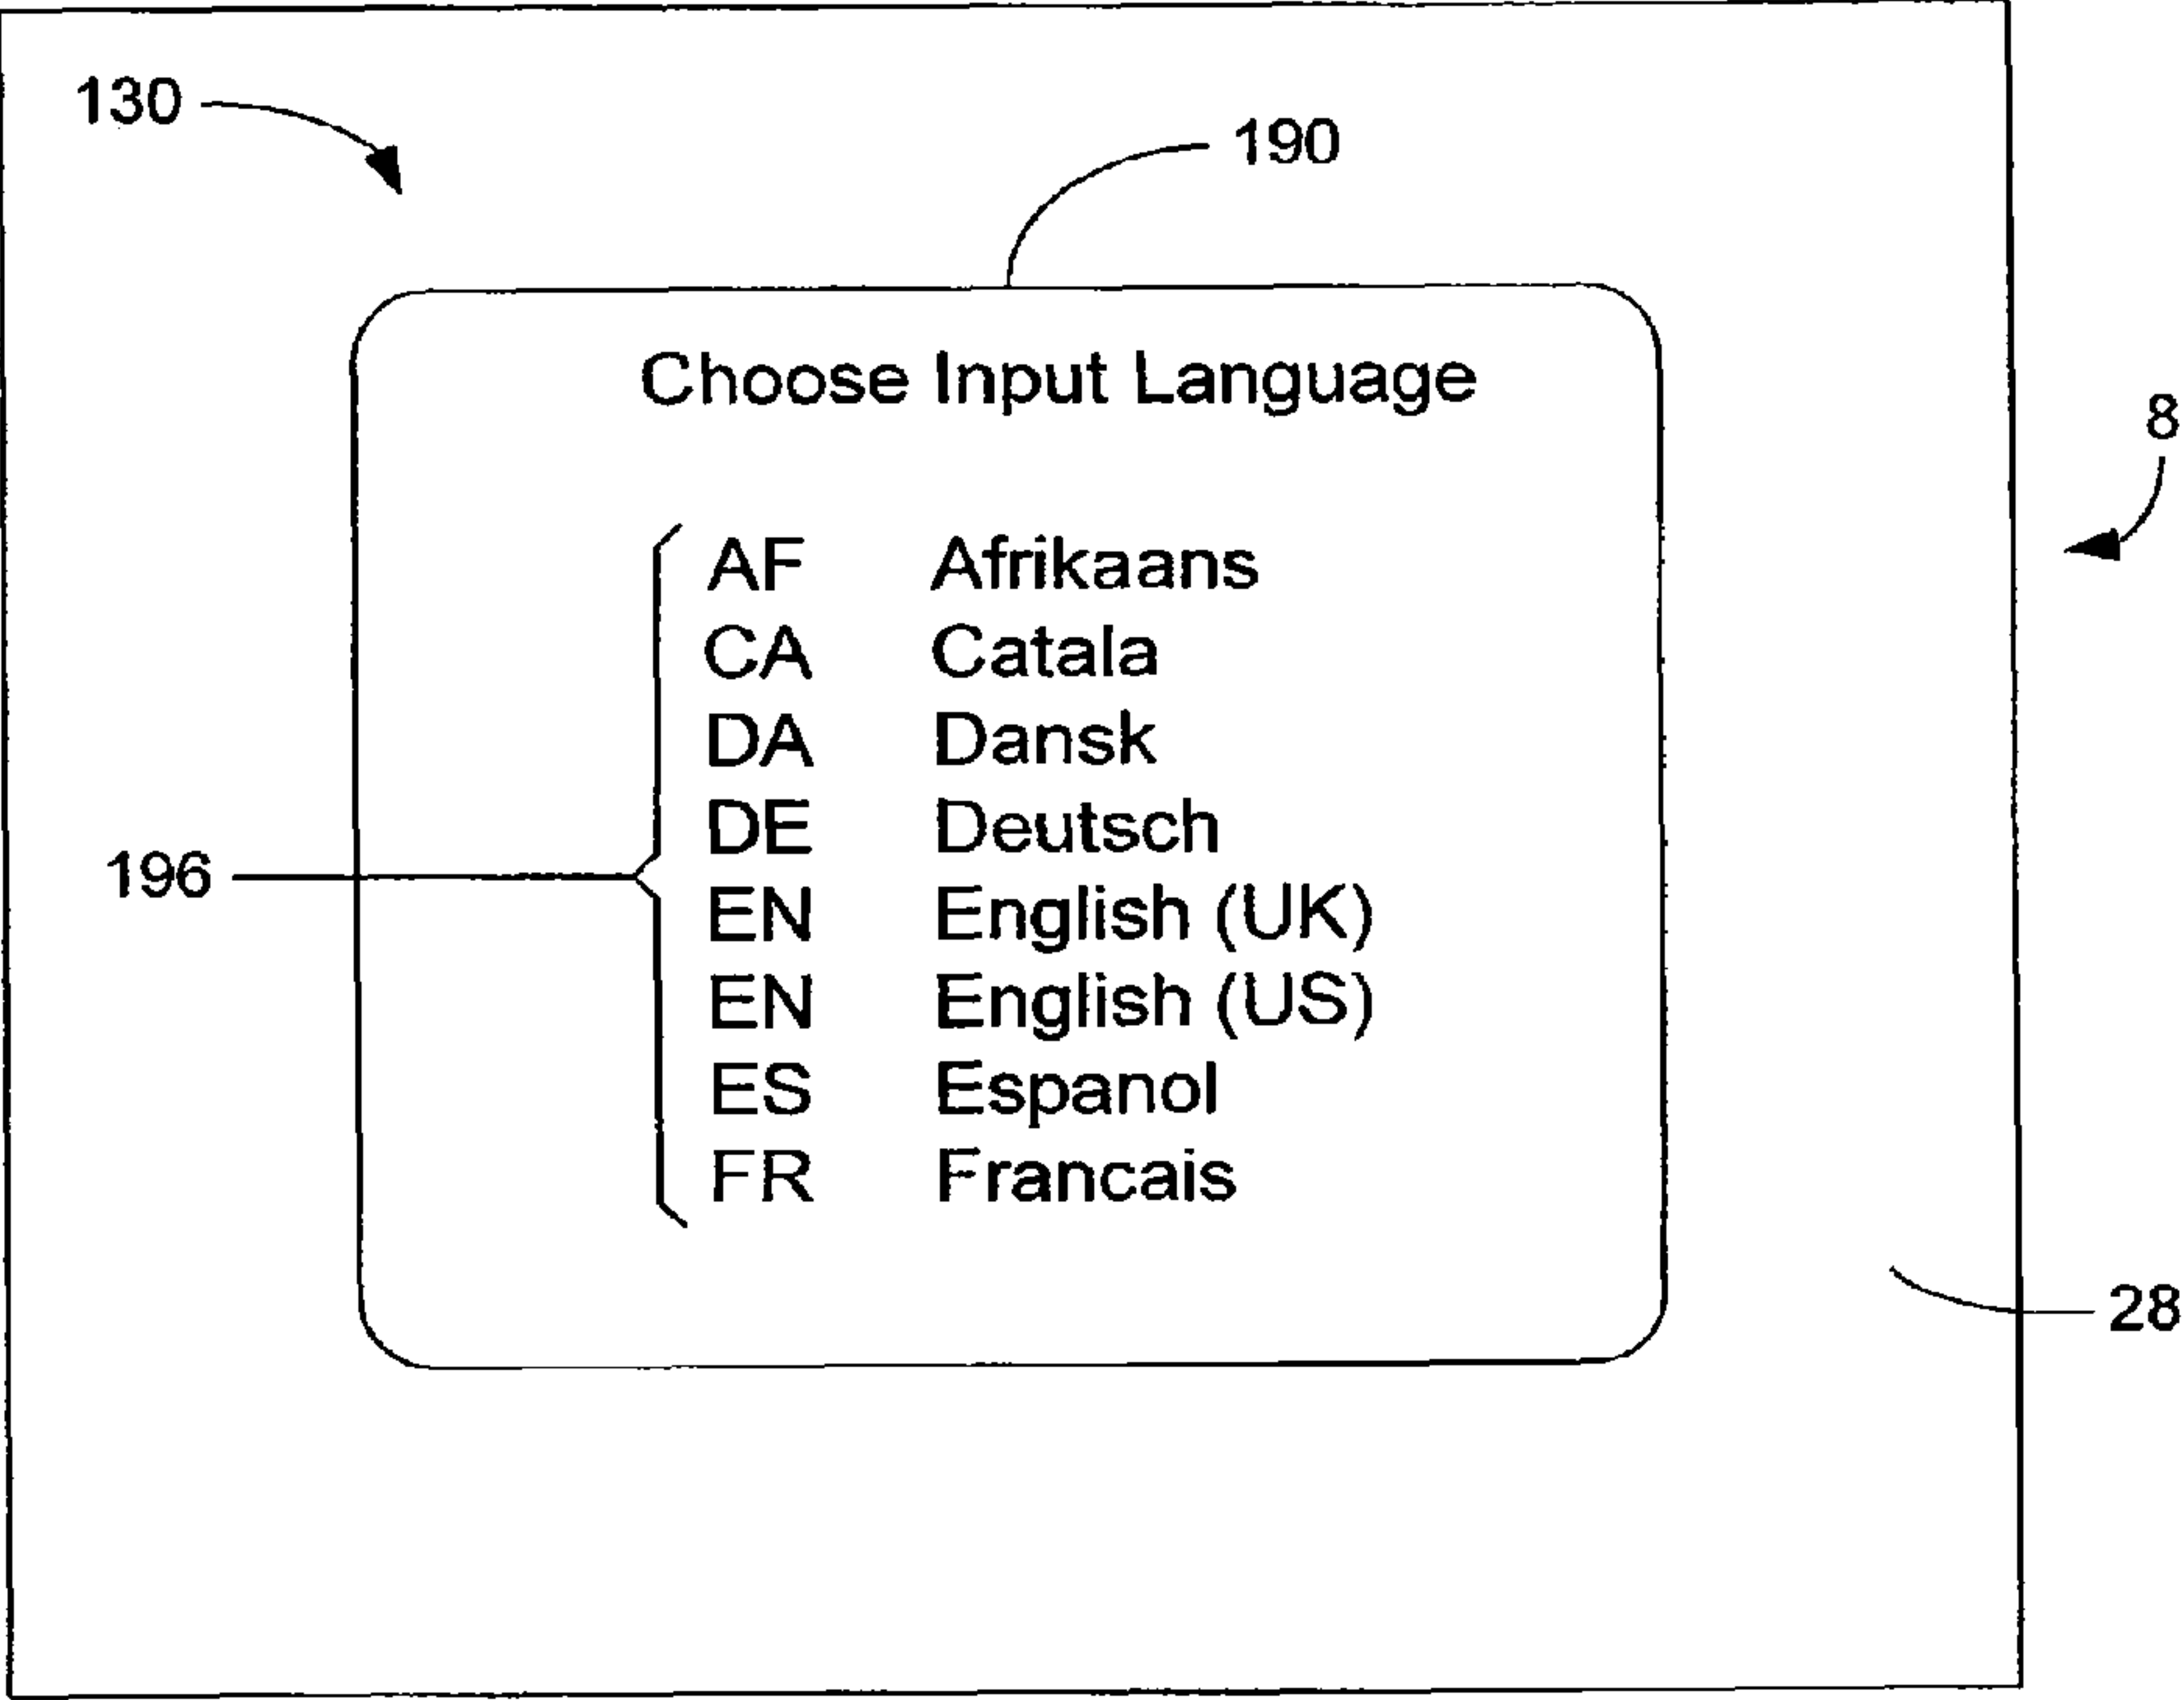 130
190
Choose Input Language
8
AF Afrikaans
CA Catala
DA Dansk
DE Deutsch
196
EN English (UK)
EN English (US)
ES Espanol
FR Francais
28